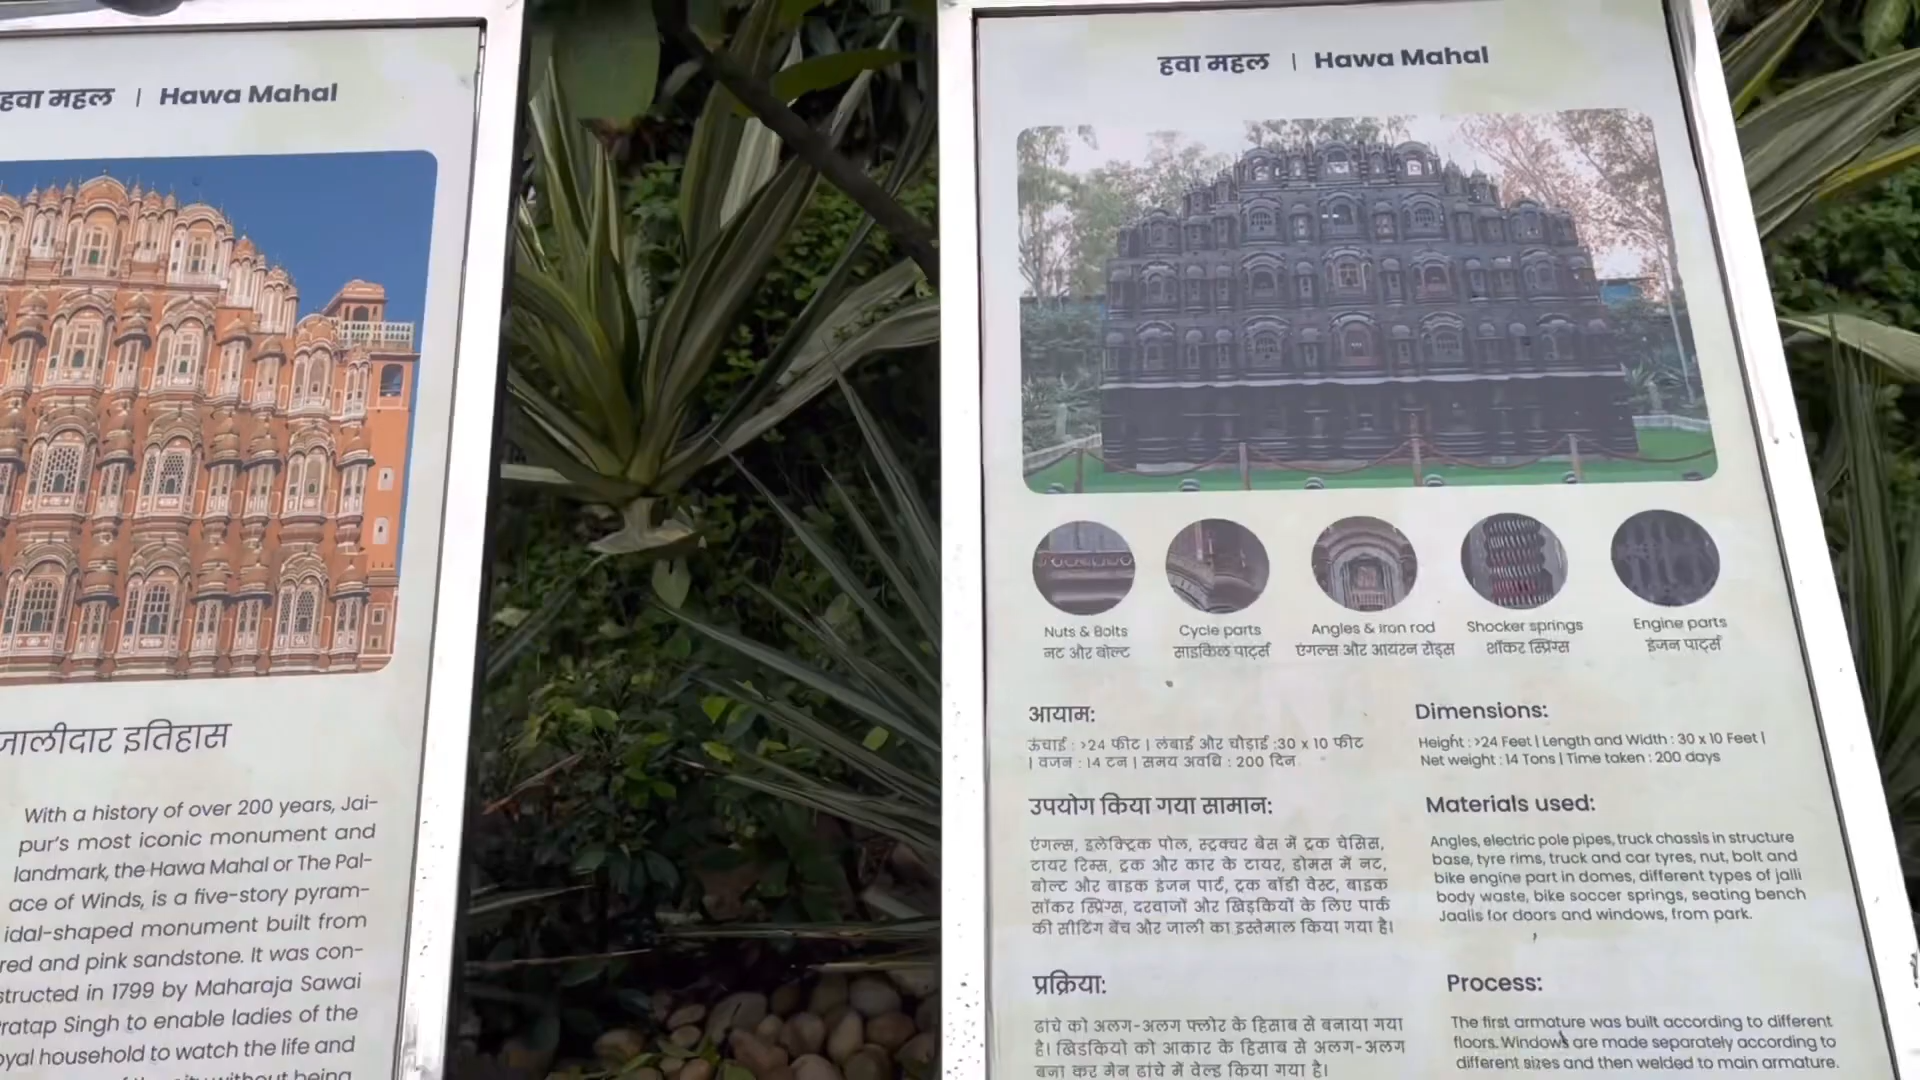 हवा महल | Hawa Mahal
जालीदार इतिहास
With a history of over 200 years, Jai-
pur's most iconic monument and
landmark, the Hawa Mahal or The Pal-
ace of Winds, is a five-story pyram-
idal-shaped monument built from
red and pink sandstone. It was con-
structed in 1799 by Maharaja Sawai
Pratap Singh to enable ladies of the
royal household to watch the life and
without being
हवा महल | Hawa Mahal
Nuts & Bolts
नट और बोल्ट
Cycle parts
साइकिल पार्ट्स
Angles & iron rod
एंगल्स और आयरन रौड्स
Shocker springs
शॉकर स्प्रिंग्स
Engine parts
इंजन पार्ट्स
आयाम:
ऊंचाई : >24 फीट | लंबाई और चौड़ाई :30 x 10 फीट
| वजन : 14 टन | समय अवधि : 200 दिन
उपयोग किया गया सामान:
एंगल्स, इलेक्ट्रिक पोल, स्ट्रक्चर बेस में ट्रक चेसिस,
टायर रिम्स, ट्रक और कार के टायर, डोमस में नट,
बोल्ट और बाइक इंजन पार्ट, ट्रक बॉडी वेस्ट, बाइक
सॉकर स्प्रिंग्स, दरवाजों और खिड़कियों के लिए पार्क
की सीटिंग बेंच और जाली का इस्तेमाल किया गया है।
प्रक्रिया:
ढांचे को अलग-अलग फ्लोर के हिसाब से बनाया गया
है। खिडकियो को आकार के हिसाब से अलग-अलग
बना कर मेन ढांचे में वेल्ड किया गया है।
Dimensions:
Height : >24 Feet | Length and Width : 30 x 10 Feet |
Net weight : 14 Tons | Time taken : 200 days
Materials used:
Angles, electric pole pipes, truck chassis in structure
base, tyre rims, truck and car tyres, nut, bolt and
bike engine part in domes, different types of jalli
body waste, bike soccer springs, seating bench
Jaalis for doors and windows, from park.
Process:
The first armature was built according to different
floors. Windows are made separately according to
different sizes and then welded to main armature.